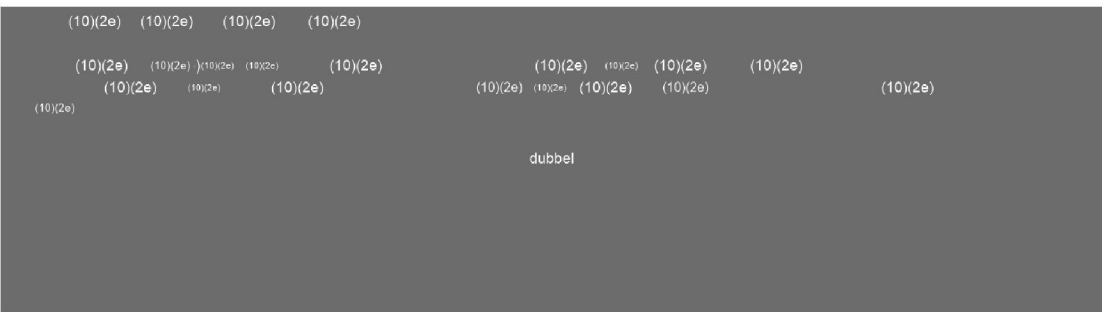 (10)(2e) (10)(2e) (10)(2e) (10)(2e)
(10)(2e) (10)(2e) )(10)(2e) (10)(2e) (10)(2e) (10)(2e) (10)(2e) (10)(2e) (10)(2e)
(10)(2e) (10)(2e) (10)(2e) (10)(2e) (10)(2e) (10)(2e) (10)(2e) (10)(2e)
(10)(2e)
dubbel